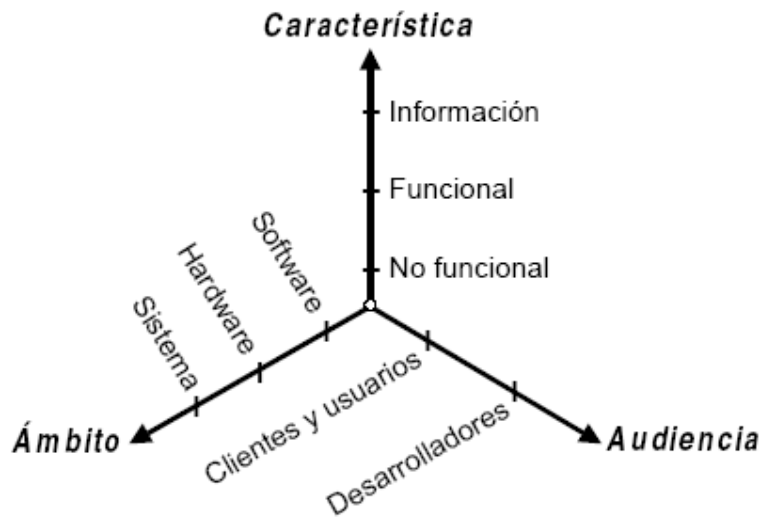 Característica
Información
Funcional
No funcional
Software
Hardware
Sistema
Ámbito
Clientes y usuarios
Desarrolladores
Audiencia